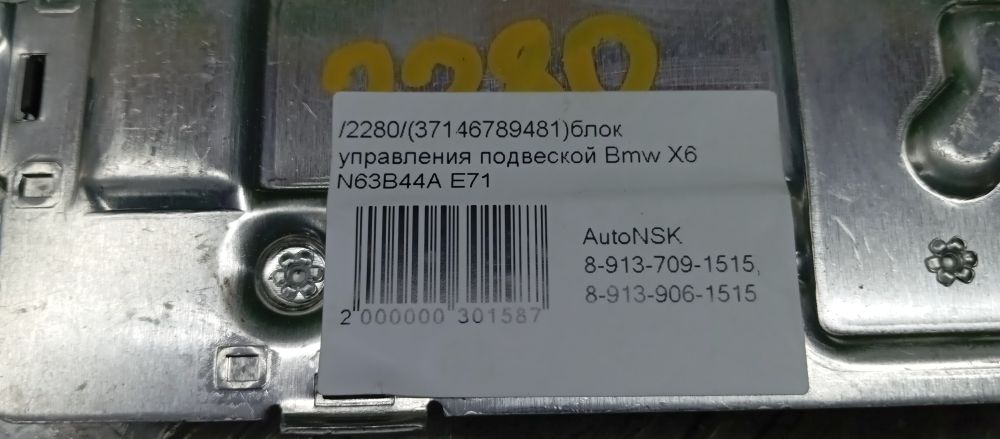 2280
/2280/(37146789481)блок
управления подвеской Bmw X6
N63B44A E71
AutoNSK
8-913-709-1515,
8-913-906-1515
2 000000 301587